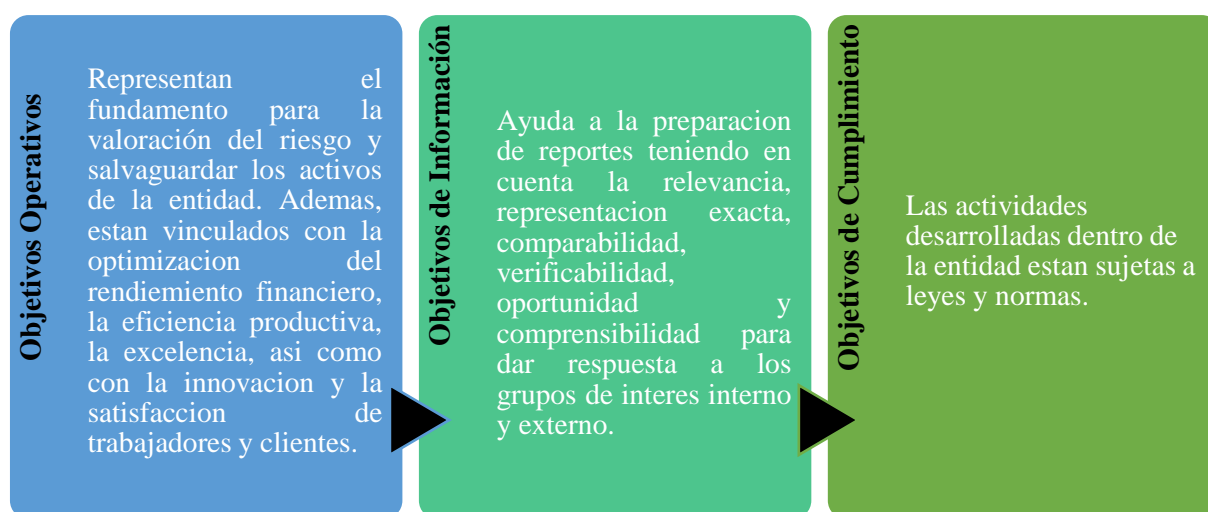 Objetivos Operativos
Representan el
fundamento para la
valoración del riesgo y
salvaguardar los activos
de la entidad. Ademas,
estan vinculados con la
optimizacion del
rendiemiento financiero,
la eficiencia productiva,
la excelencia, asi como
con la innovacion y la
satisfaccion de
trabajadores y clientes.
Objetivos de Información
Ayuda a la preparacion
de reportes teniendo en
cuenta la relevancia,
representacion exacta,
comparabilidad,
verificabilidad,
oportunidad y
comprensibilidad para
dar respuesta a los
grupos de interes interno
y externo.
Objetivos de Cumplimiento
Las actividades
desarrolladas dentro de
la entidad estan sujetas a
leyes y normas.